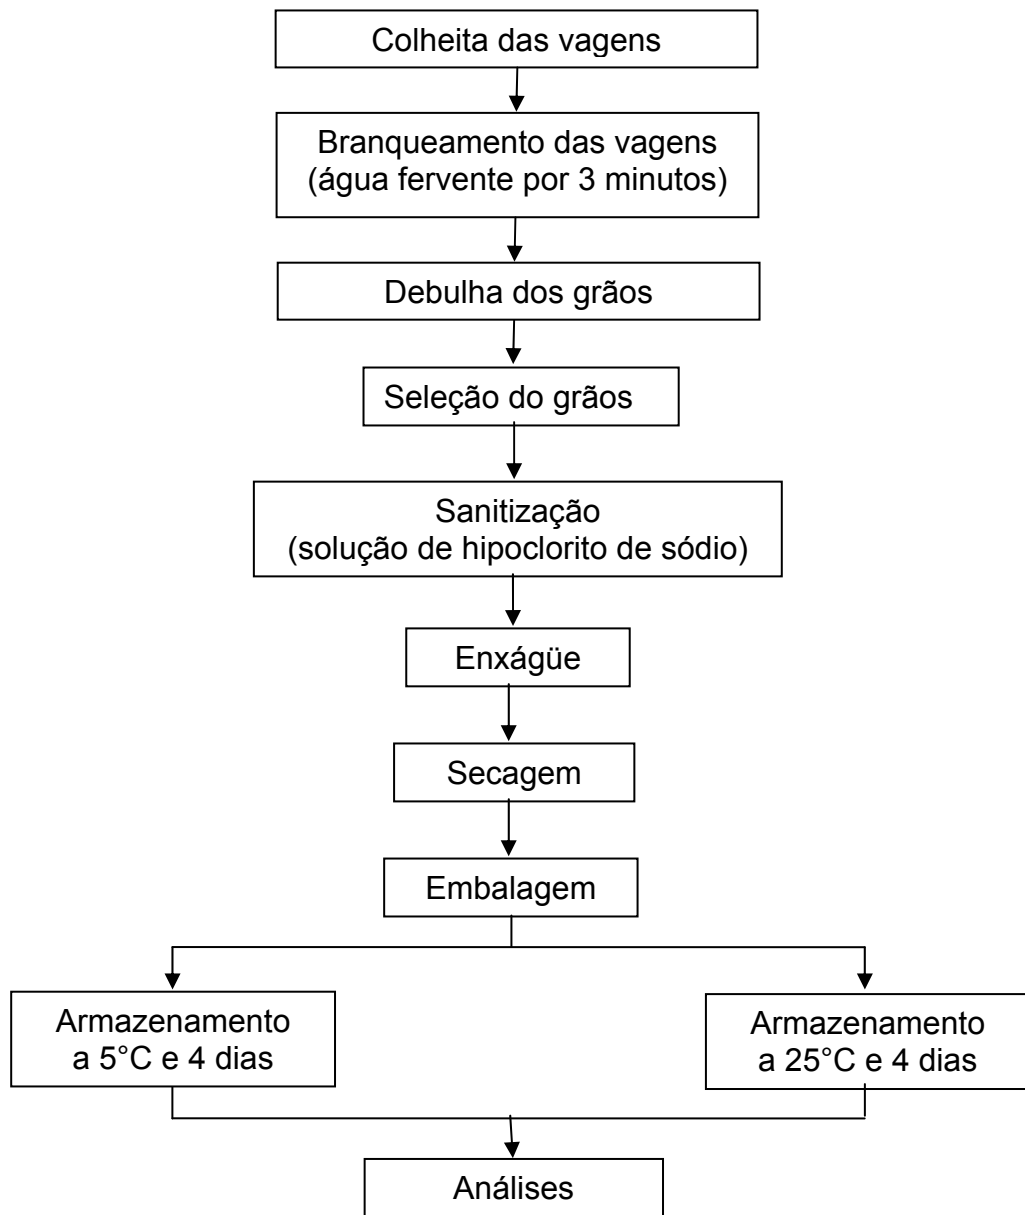 Colheita das vagens
Branqueamento das vagens
(água fervente por 3 minutos)
Debulha dos grãos
Seleção do grãos
Sanitização
(solução de hipoclorito de sódio)
Enxágüe
Secagem
Embalagem
Armazenamento
a 5°C e 4 dias
Armazenamento
a 25°C e 4 dias
Análises